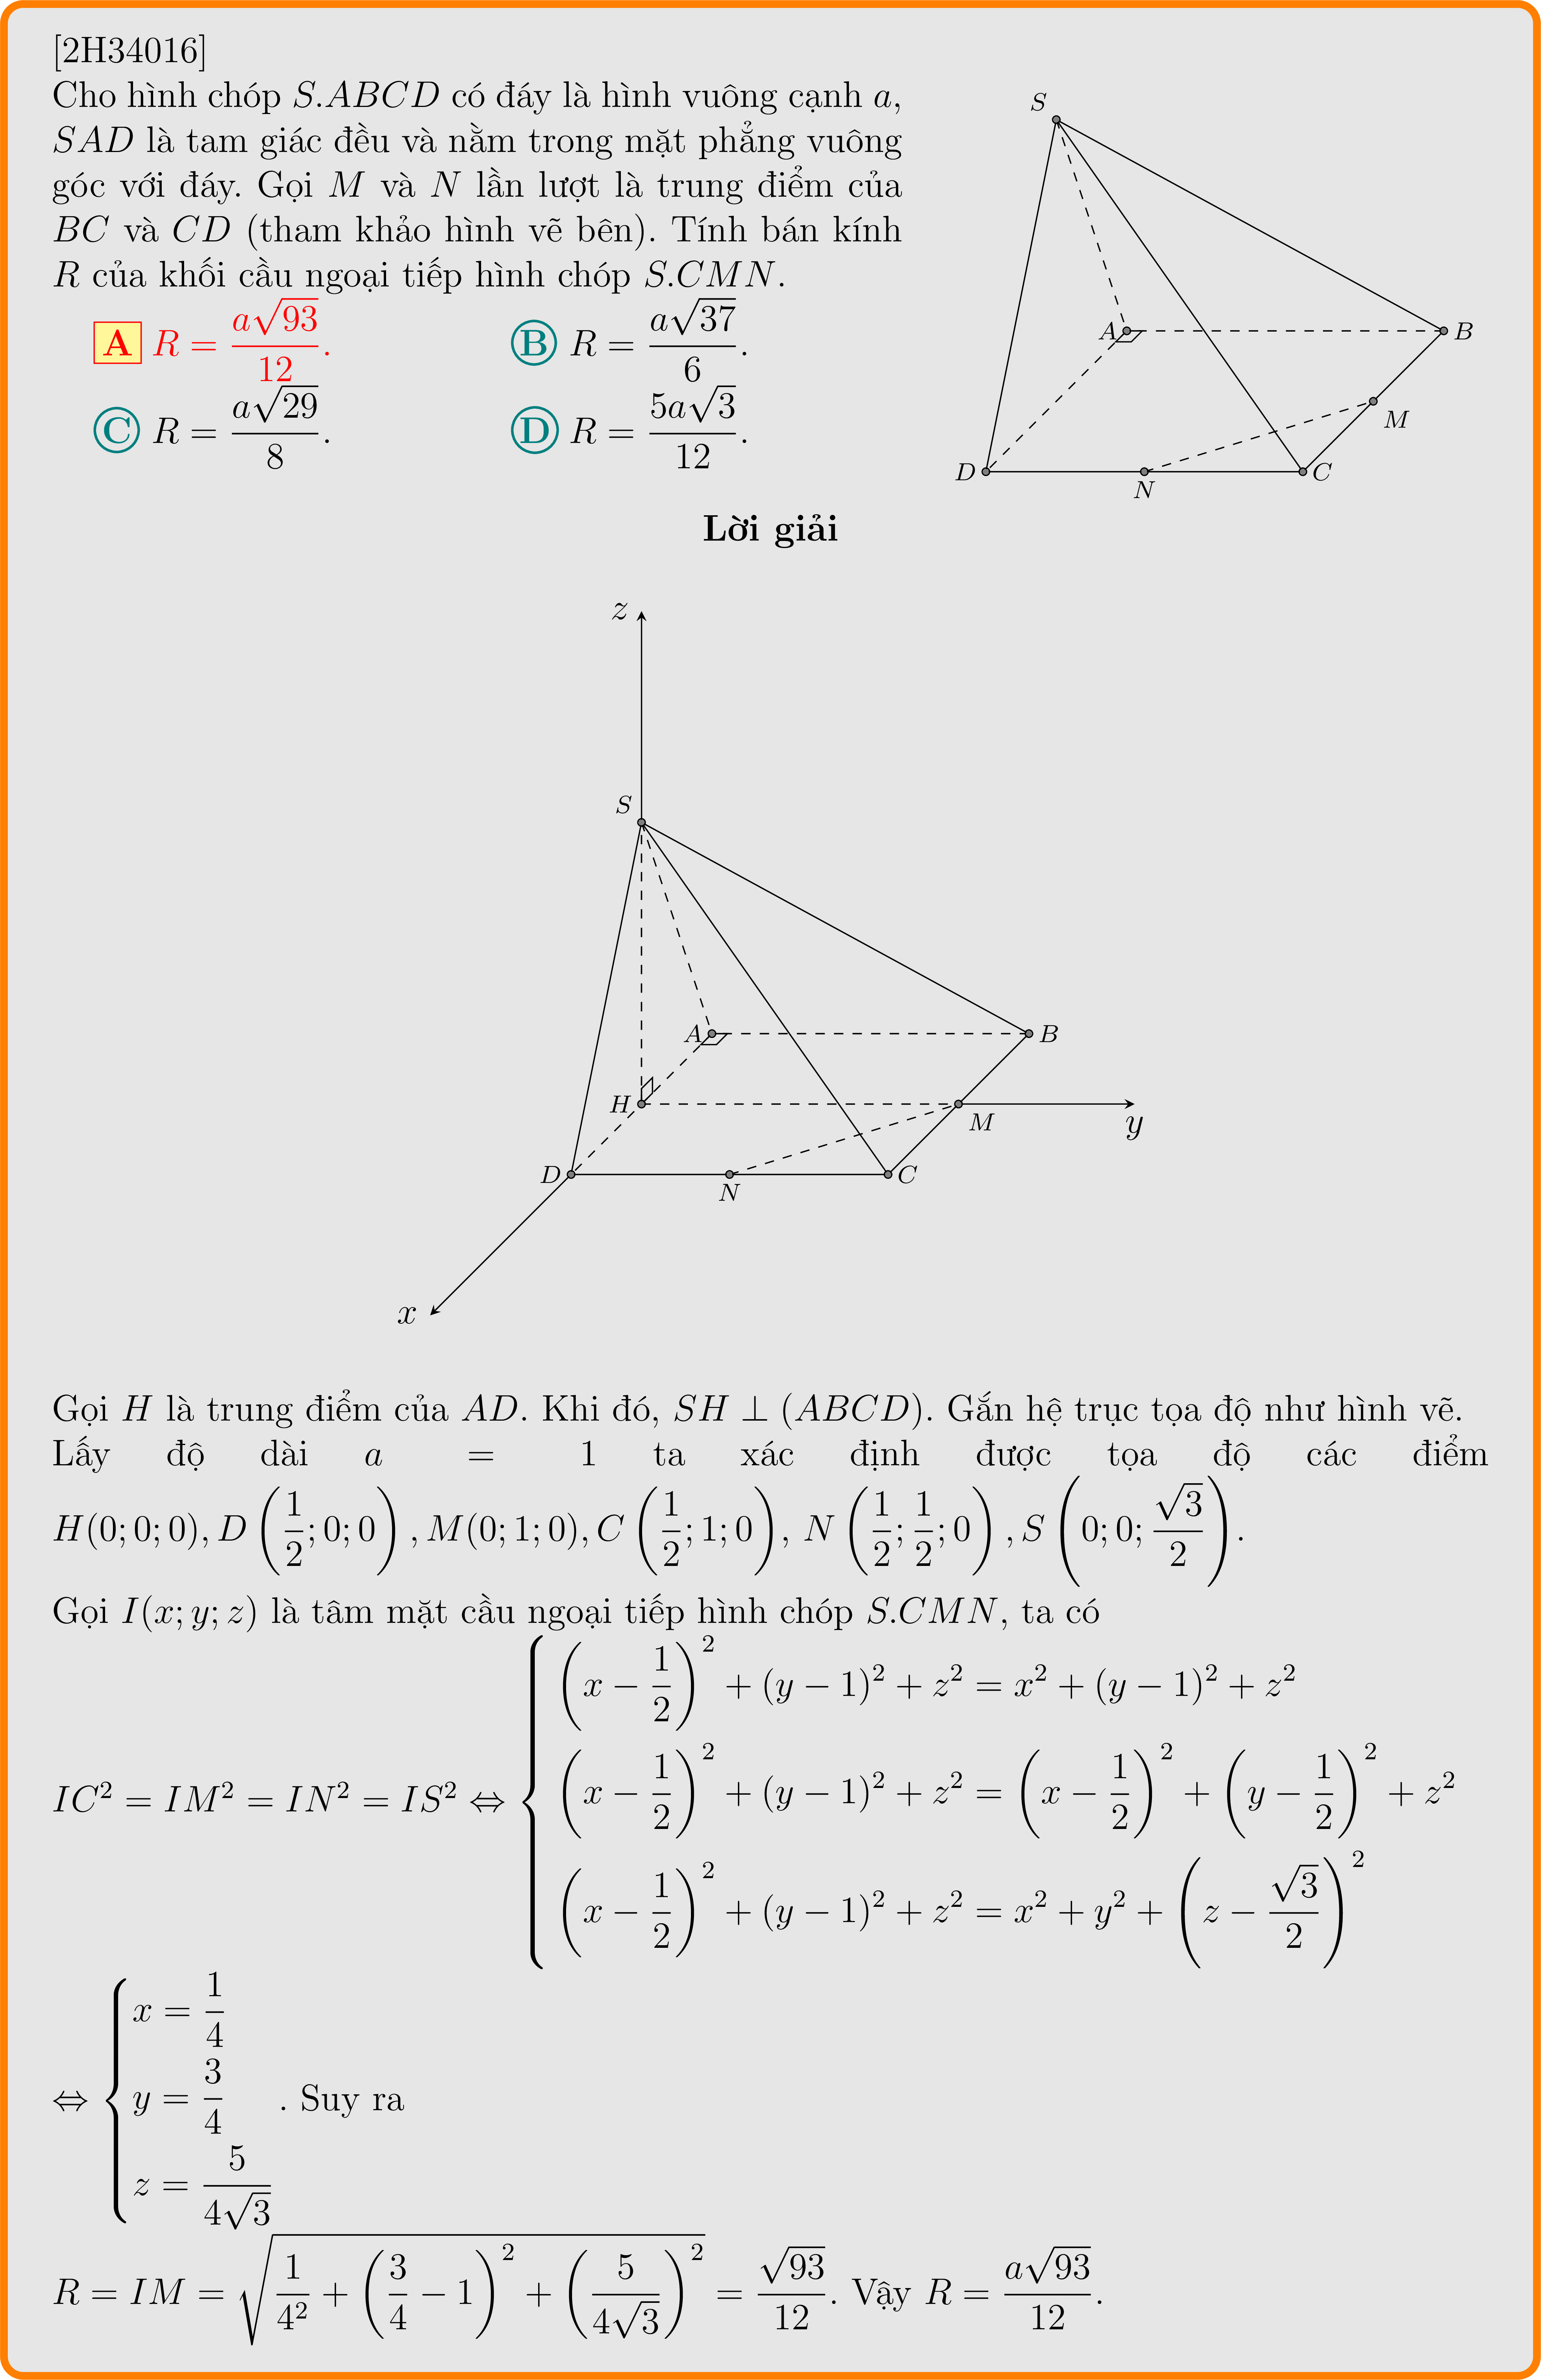 [2H34016]
Cho hình chóp S.ABCD có đáy là hình vuông cạnh a,
SAD là tam giác đều và nằm trong mặt phẳng vuông
góc với đáy. Gọi M và N lần lượt là trung điểm của
BC và CD (tham khảo hình vẽ bên). Tính bán kính
R của khối cầu ngoại tiếp hình chóp S.CMN.
A R = \frac{a\sqrt{93}}{12}. B R = \frac{a\sqrt{37}}{6}.
C R = \frac{a\sqrt{29}}{8}. D R = \frac{5a\sqrt{3}}{12}.
S
A
B
M
D
N
C
Lời giải
z
S
A
B
H
M
y
D
N
C
x
Gọi H là trung điểm của AD. Khi đó, SH ⊥ (ABCD). Gắn hệ trục tọa độ như hình vẽ.
Lấy độ dài a = 1 ta xác định được tọa độ các điểm
H(0; 0; 0), D\left(\frac{1}{2}; 0; 0\right), M(0; 1; 0), C\left(\frac{1}{2}; 1; 0\right), N\left(\frac{1}{2}; \frac{1}{2}; 0\right), S\left(0; 0; \frac{\sqrt{3}}{2}\right).
Gọi I(x; y; z) là tâm mặt cầu ngoại tiếp hình chóp S.CMN, ta có
IC² = IM² = IN² = IS² ⇔ \begin{cases} \left(x - \frac{1}{2}\right)^2 + (y - 1)^2 + z^2 = x^2 + (y - 1)^2 + z^2 \\ \left(x - \frac{1}{2}\right)^2 + (y - 1)^2 + z^2 = \left(x - \frac{1}{2}\right)^2 + \left(y - \frac{1}{2}\right)^2 + z^2 \\ \left(x - \frac{1}{2}\right)^2 + (y - 1)^2 + z^2 = x^2 + y^2 + \left(z - \frac{\sqrt{3}}{2}\right)^2 \end{cases}
⇔ \begin{cases} x = \frac{1}{4} \\ y = \frac{3}{4} \\ z = \frac{5}{4\sqrt{3}} \end{cases}. Suy ra
R = IM = \sqrt{\frac{1}{4^2} + \left(\frac{3}{4} - 1\right)^2 + \left(\frac{5}{4\sqrt{3}}\right)^2} = \frac{\sqrt{93}}{12}. Vậy R = \frac{a\sqrt{93}}{12}.